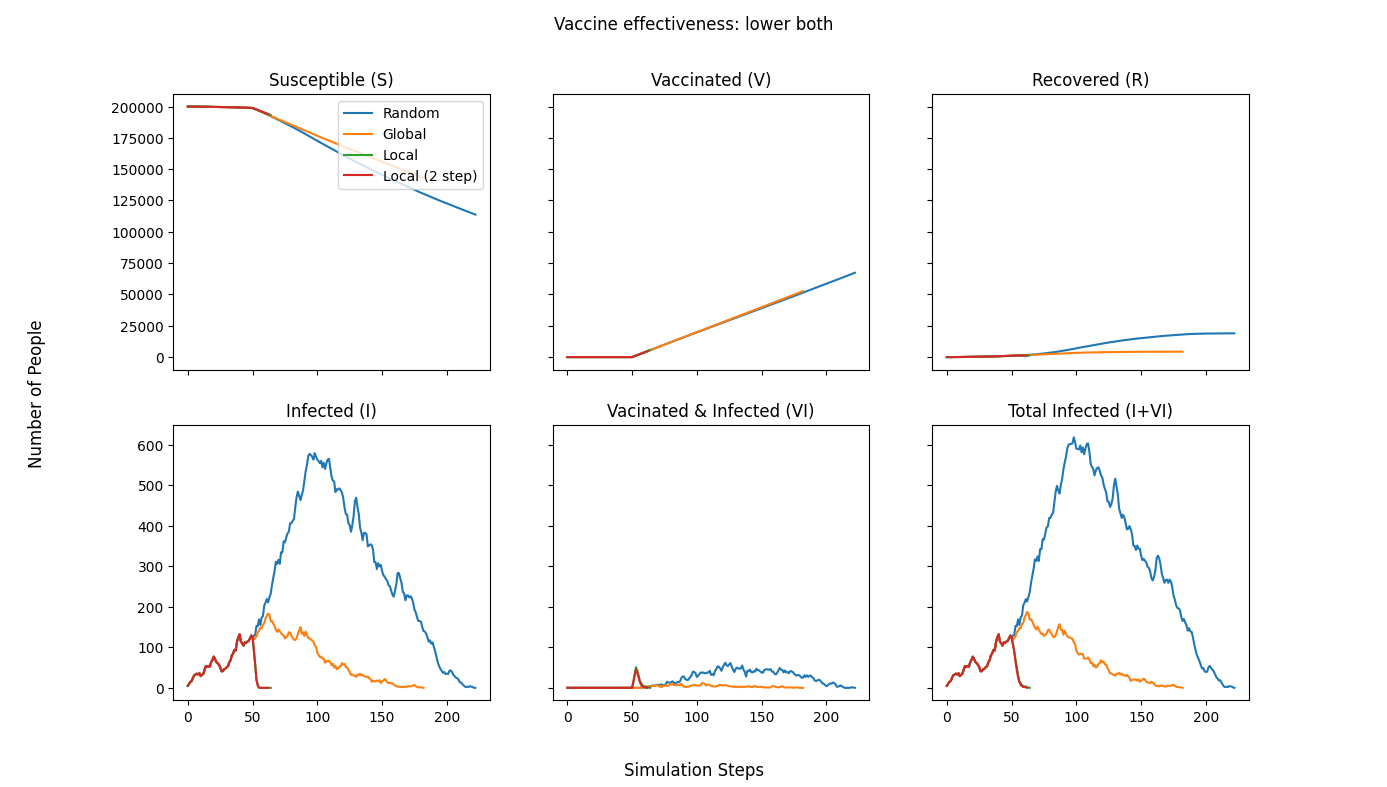 Vaccine effectiveness: lower both
Susceptible (S)
Vaccinated (V)
Recovered (R)
200000
175000
150000
125000
100000
75000
50000
25000
0
Random
Global
Local
Local (2 step)
Number of People
Infected (I)
Vacinated & Infected (VI)
Total Infected (I+VI)
600
500
400
300
200
100
0
0 50 100 150 200
0 50 100 150 200
0 50 100 150 200
Simulation Steps